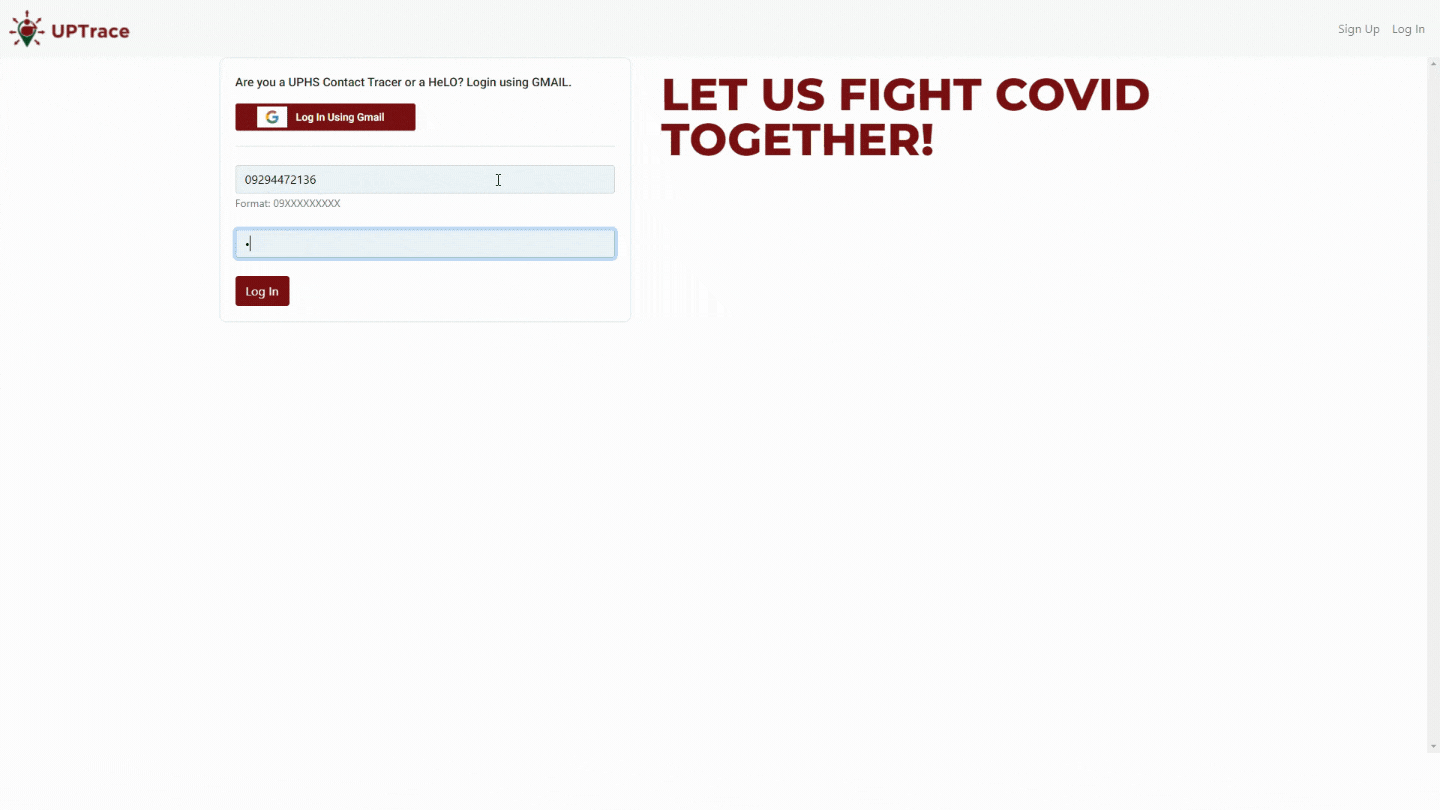 UPTrace
Sign Up Log In
Are you a UPHS Contact Tracer or a HeLO? Login using GMAIL.
G Log In Using Gmail
09294472136
Format: 09XXXXXXXXX
•
Log In
LET US FIGHT COVID
TOGETHER!